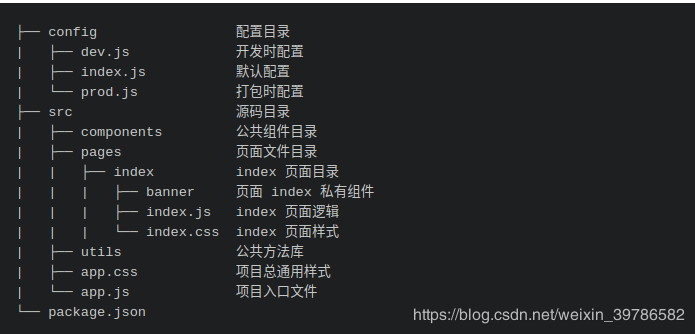 ├── config 配置目录
| ├── dev.js 开发时配置
| ├── index.js 默认配置
| └── prod.js 打包时配置
├── src 源码目录
| ├── components 公共组件目录
| ├── pages 页面文件目录
| | ├── index index 页面目录
| | | ├── banner 页面 index 私有组件
| | | ├── index.js index 页面逻辑
| | | └── index.css index 页面样式
| ├── utils 公共方法库
| ├── app.css 项目总通用样式
| └── app.js 项目入口文件
└── package.json
https://blog.csdn.net/weixin_39786582